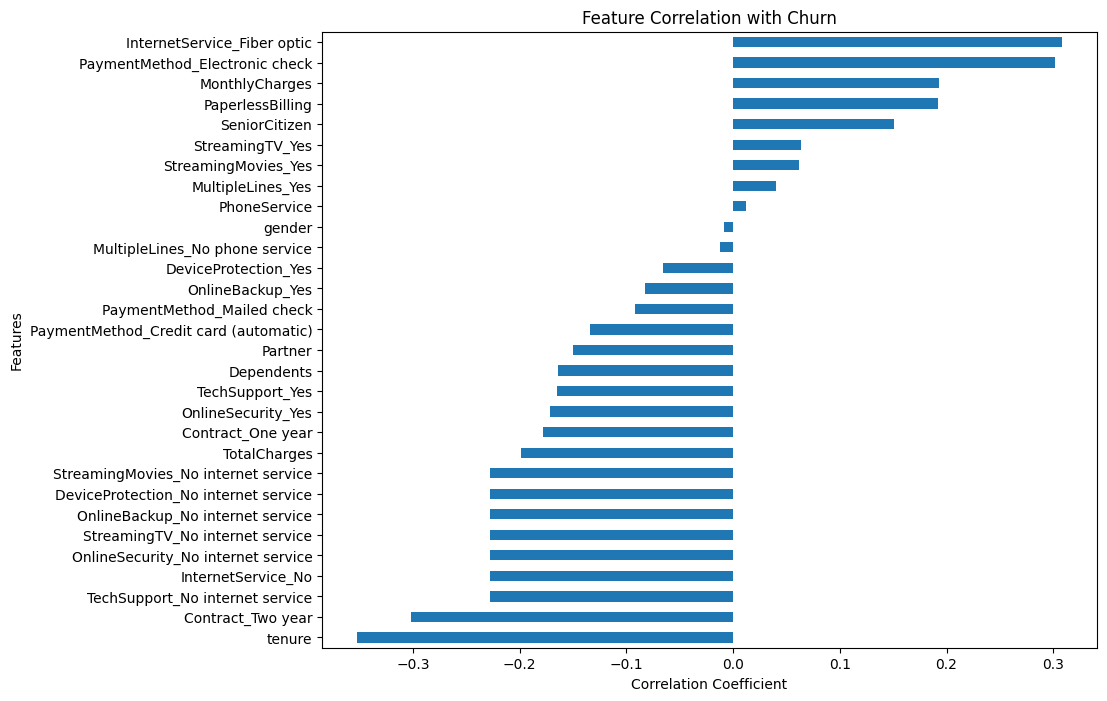 Feature Correlation with Churn
InternetService_Fiber optic
PaymentMethod_Electronic check
MonthlyCharges
PaperlessBilling
SeniorCitizen
StreamingTV_Yes
StreamingMovies_Yes
MultipleLines_Yes
PhoneService
gender
MultipleLines_No phone service
DeviceProtection_Yes
OnlineBackup_Yes
PaymentMethod_Mailed check
PaymentMethod_Credit card (automatic)
Partner
Dependents
TechSupport_Yes
OnlineSecurity_Yes
Contract_One year
TotalCharges
StreamingMovies_No internet service
DeviceProtection_No internet service
OnlineBackup_No internet service
StreamingTV_No internet service
OnlineSecurity_No internet service
InternetService_No
TechSupport_No internet service
Contract_Two year
tenure
Features
−0.3 −0.2 −0.1 0.0 0.1 0.2 0.3
Correlation Coefficient